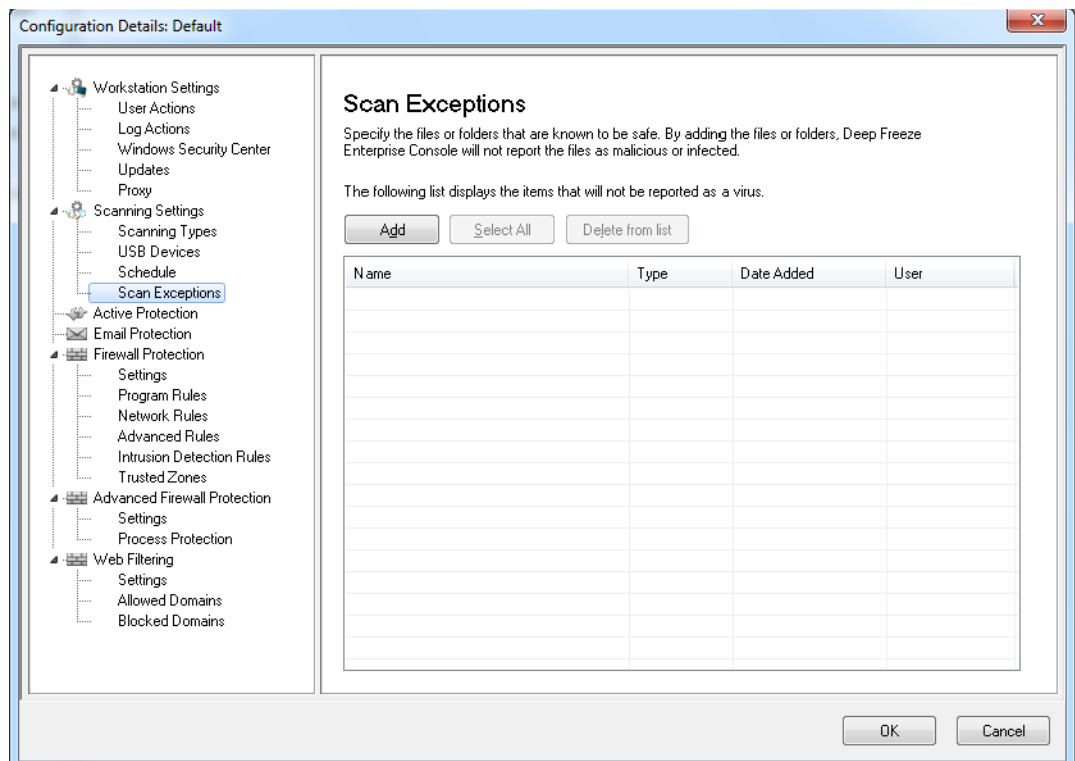 Configuration Details: Default
Workstation Settings
User Actions
Log Actions
Windows Security Center
Updates
Proxy
Scanning Settings
Scanning Types
USB Devices
Schedule
Scan Exceptions
Active Protection
Email Protection
Firewall Protection
Settings
Program Rules
Network Rules
Advanced Rules
Intrusion Detection Rules
Trusted Zones
Advanced Firewall Protection
Settings
Process Protection
Web Filtering
Settings
Allowed Domains
Blocked Domains
Scan Exceptions
Specify the files or folders that are known to be safe. By adding the files or folders, Deep Freeze
Enterprise Console will not report the files as malicious or infected.
The following list displays the items that will not be reported as a virus.
Add Select All Delete from list
Name Type Date Added User
OK Cancel